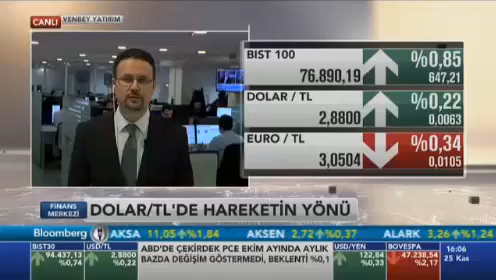 CANLI VENBEY YATIRIM
BIST 100 %0,85
76.890,19 647,21
DOLAR / TL %0,22
2,8800 0,0063
EURO / TL %0,34
3,0504 0,0105
FİNANS MERKEZİ
DOLAR/TL'DE HAREKETİN YÖNÜ
Bloomberg AKSA 11,05 %1,84 AKSEN 2,72 %0,37 ALARK 3,26 %1,24
BIST30 USD/TL USD/YEN BOVESPA 16:06
94.437,13 2,88 122,84 47.238,54 25 Kas
%0,74 %0,22 %0,33 %2,17
ABD'DE ÇEKİRDEK PCE EKİM AYINDA AYLIK
BAZDA DEĞİŞİM GÖSTERMEDİ, BEKLENTİ %0,1